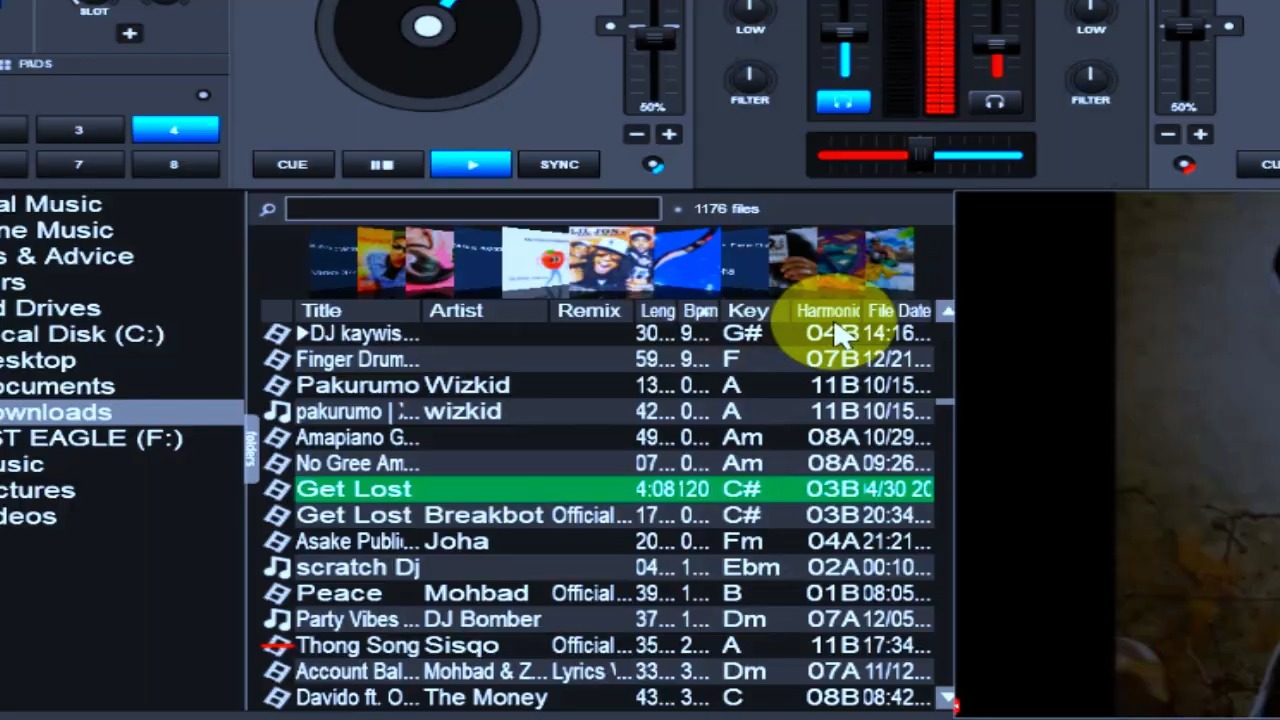 SLOT
+
PADS
3 4
7 8
CUE SYNC
50%
LOW
FILTER
LOW
FILTER
50%
al Music
ne Music
s & Advice
rs
d Drives
cal Disk (C:)
esktop
ocuments
ownloads
ST EAGLE (F:)
usic
ctures
deos
folders
1176 files
Title Artist Remix Leng Bpm Key Harmonic File Date
DJ kaywis... 30... 9... G# 04B 14:16...
Finger Drum... 59... 9... F 07B 12/21...
Pakurumo Wizkid 13... 0... A 11B 10/15...
pakurumo | ... wizkid 42... 0... A 11B 10/15...
Amapiano G... 49... 0... Am 08A 10/29...
No Gree Am... 07... 0... Am 08A 09:26...
Get Lost 4:08 120 C# 03B 4/30 20
Get Lost Breakbot Official... 17... 0... C# 03B 20:34...
Asake Publi... Joha 20... 0... Fm 04A 21:21...
scratch Dj 04... 1... Ebm 02A 00:10...
Peace Mohbad Official... 39... 1... B 01B 08:05...
Party Vibes ... DJ Bomber 37... 1... Dm 07A 12/05...
Thong Song Sisqo Official... 35... 2... A 11B 17:34...
Account Bal... Mohbad & Z... Lyrics ... 33... 3... Dm 07A 11/12...
Davido ft. O... The Money 43... 3... C 08B 08:42...